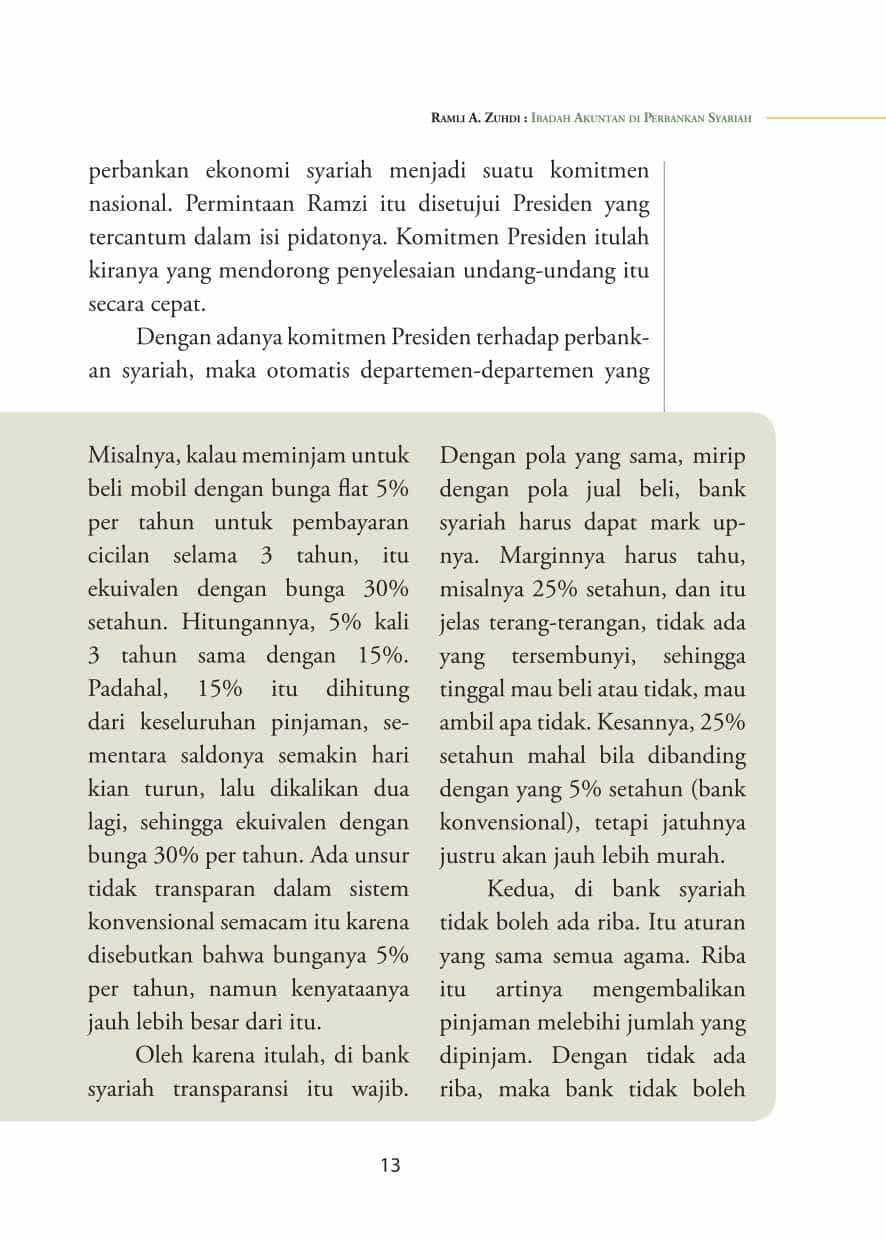 Ramli A. Zuhdi : Ibadah Akuntan di Perbankan Syariah
perbankan ekonomi syariah menjadi suatu komitmen
nasional. Permintaan Ramzi itu disetujui Presiden yang
tercantum dalam isi pidatonya. Komitmen Presiden itulah
kiranya yang mendorong penyelesaian undang-undang itu
secara cepat.
Dengan adanya komitmen Presiden terhadap perbank-
an syariah, maka otomatis departemen-departemen yang
Misalnya, kalau meminjam untuk
beli mobil dengan bunga flat 5%
per tahun untuk pembayaran
cicilan selama 3 tahun, itu
ekuivalen dengan bunga 30%
setahun. Hitungannya, 5% kali
3 tahun sama dengan 15%.
Padahal, 15% itu dihitung
dari keseluruhan pinjaman, se-
mentara saldonya semakin hari
kian turun, lalu dikalikan dua
lagi, sehingga ekuivalen dengan
bunga 30% per tahun. Ada unsur
tidak transparan dalam sistem
konvensional semacam itu karena
disebutkan bahwa bunganya 5%
per tahun, namun kenyataanya
jauh lebih besar dari itu.
Oleh karena itulah, di bank
syariah transparansi itu wajib.
Dengan pola yang sama, mirip
dengan pola jual beli, bank
syariah harus dapat mark up-
nya. Marginnya harus tahu,
misalnya 25% setahun, dan itu
jelas terang-terangan, tidak ada
yang tersembunyi, sehingga
tinggal mau beli atau tidak, mau
ambil apa tidak. Kesannya, 25%
setahun mahal bila dibanding
dengan yang 5% setahun (bank
konvensional), tetapi jatuhnya
justru akan jauh lebih murah.
Kedua, di bank syariah
tidak boleh ada riba. Itu aturan
yang sama semua agama. Riba
itu artinya mengembalikan
pinjaman melebihi jumlah yang
dipinjam. Dengan tidak ada
riba, maka bank tidak boleh
13